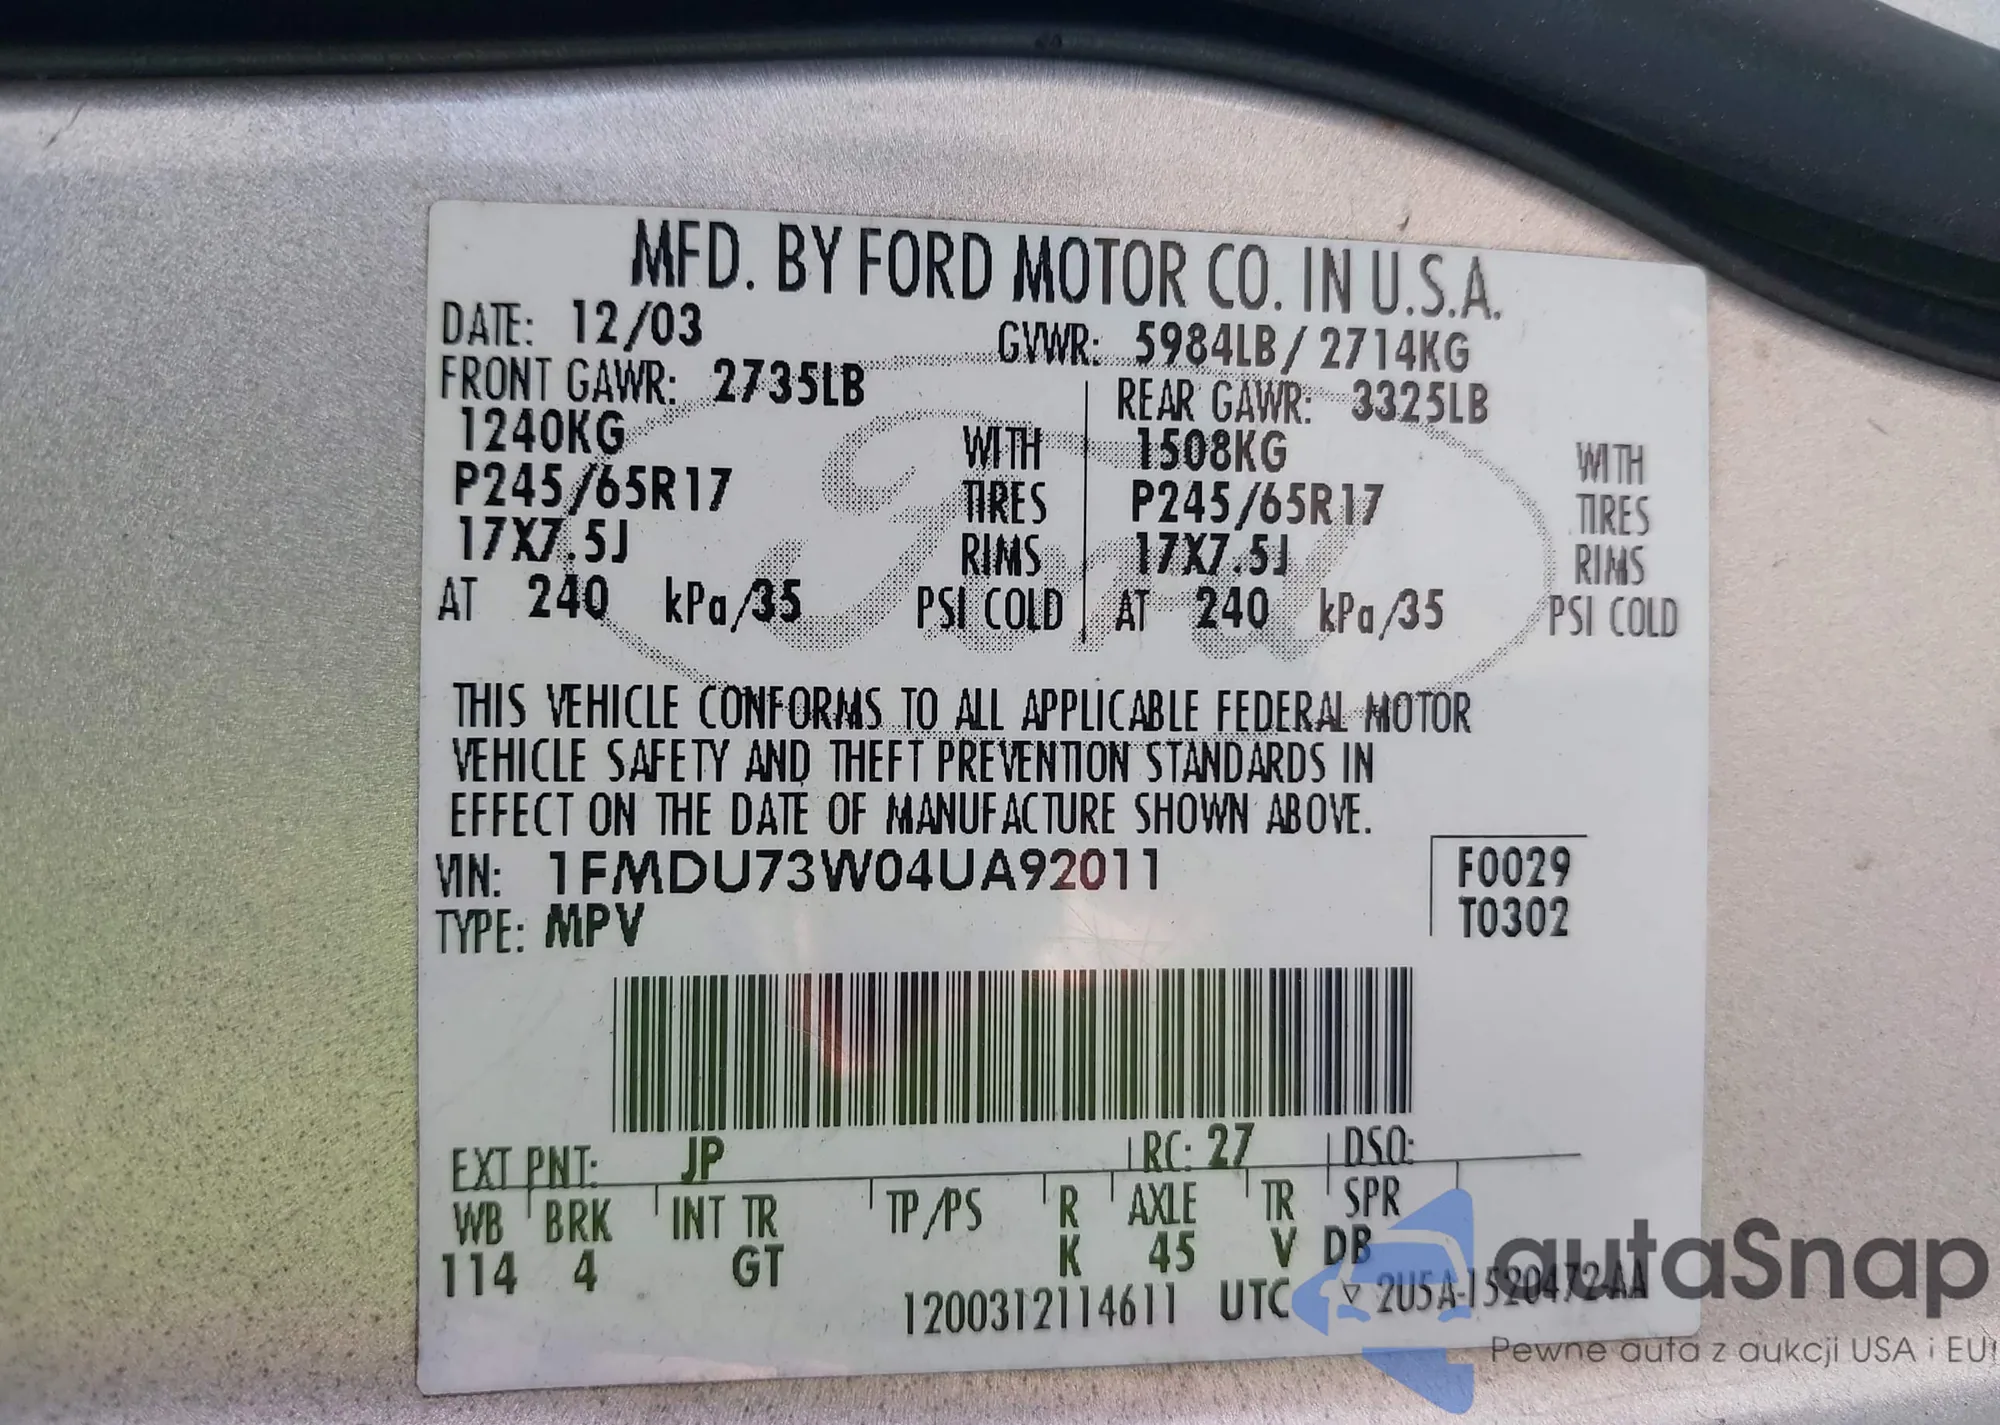 MFD. BY FORD MOTOR CO. IN U.S.A.
DATE: 12/03 GVWR: 5984LB/2714KG
FRONT GAWR: 2735LB REAR GAWR: 3325LB
1240KG WITH 1508KG WITH
P245/65R17 TIRES P245/65R17 TIRES
17X7.5J RIMS 17X7.5J RIMS
AT 240 kPa/35 PSI COLD AT 240 kPa/35 PSI COLD
Ford
THIS VEHICLE CONFORMS TO ALL APPLICABLE FEDERAL MOTOR
VEHICLE SAFETY AND THEFT PREVENTION STANDARDS IN
EFFECT ON THE DATE OF MANUFACTURE SHOWN ABOVE.
VIN: 1FMDU73W04UA92011 F0029
TYPE: MPV T0302
EXT PNT: JP RC: 27 DSO:
WB BRK INT TR TP/PS R AXLE TR SPR
114 4 GT K 45 V DB
1200312114611 UTC ▽ 2U5A-1520472-AA
autaSnap
Pewne auta z aukcji USA i EU